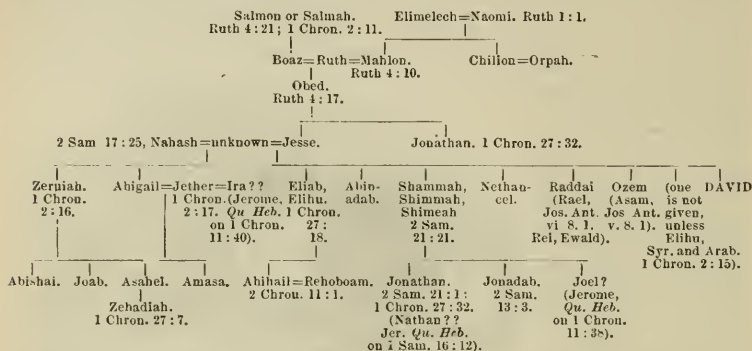 Salmon or Salmah. Elimelech=Naomi. Ruth 1 : 1.
Ruth 4 : 21; 1 Chron. 2 : 11.
Boaz=Ruth=Mahlon. Chilion=Orpah.
Ruth 4 : 10.
Obed.
Ruth 4 : 17.
2 Sam 17 : 25, Nahash=unknown=Jesse. Jonathan. 1 Chron. 27 : 32.
Zeruiah. Abigail=Jether=Ira?? Eliab, Abin- Shammah, Nethan- Raddai Ozem (one DAVID
1 Chron. 1 Chron. (Jerome, Elihu. adab. Shimmah, eel. (Rael, (Asam, is not
2 : 16. 2 : 17. Qu Heb. 1 Chron. Shimeah Jos. Ant. Jos Ant. given,
on 1 Chron. 27 : 2 Sam. vi 8. 1. v. 8. 1). unless
11 : 40). 18. 21 : 21. Rei, Ewald). Elihu,
Syr. and Arab.
1 Chron. 2 : 15).
Abishai. Joab. Asahel. Amasa. Abihail=Rehoboam. Jonathan. Jonadab. Joel?
Zebadiah. 2 Chron. 11 : 1. 2 Sam. 21 : 1 : 2 Sam. (Jerome,
1 Chron. 27 : 7. 1 Chron. 27 : 32. 13 : 3. Qu. Heb.
(Nathan ?? on 1 Chron.
Jer. Qu. Heb. 11 : 38).
on 1 Sam. 16 : 12).